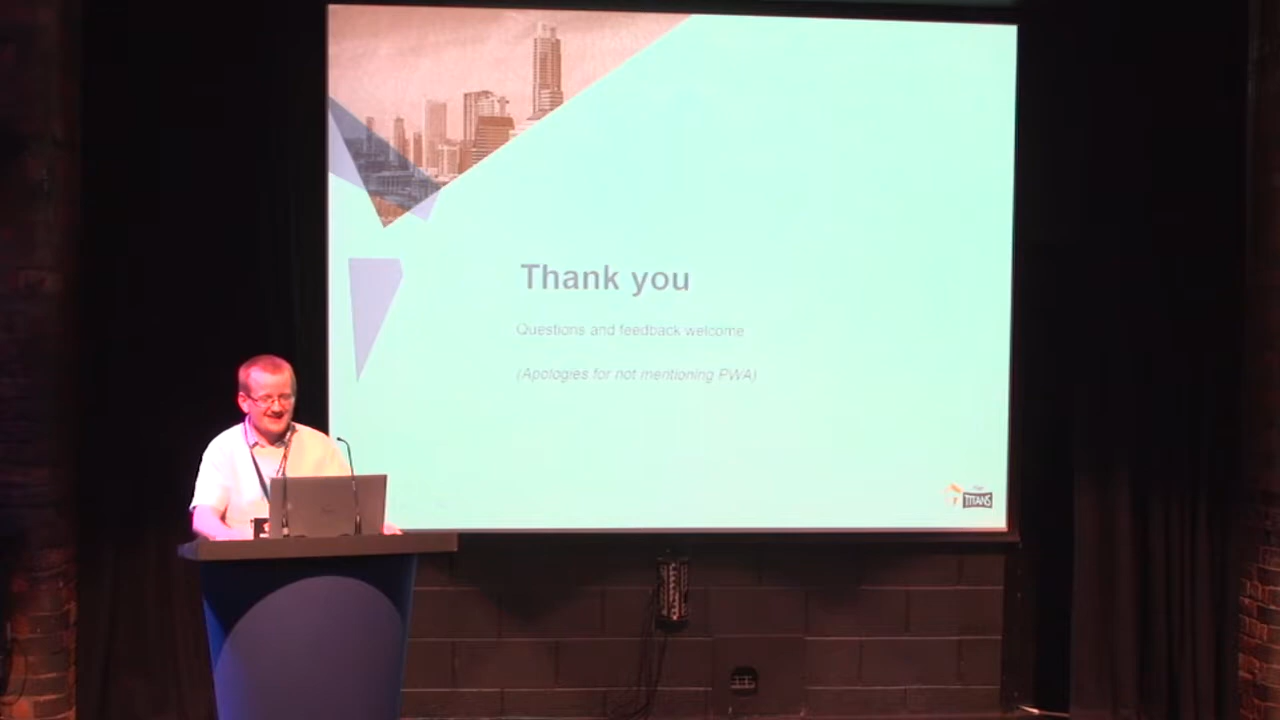 Thank you
Questions and feedback welcome
(Apologies for not mentioning PWA)
TITANS